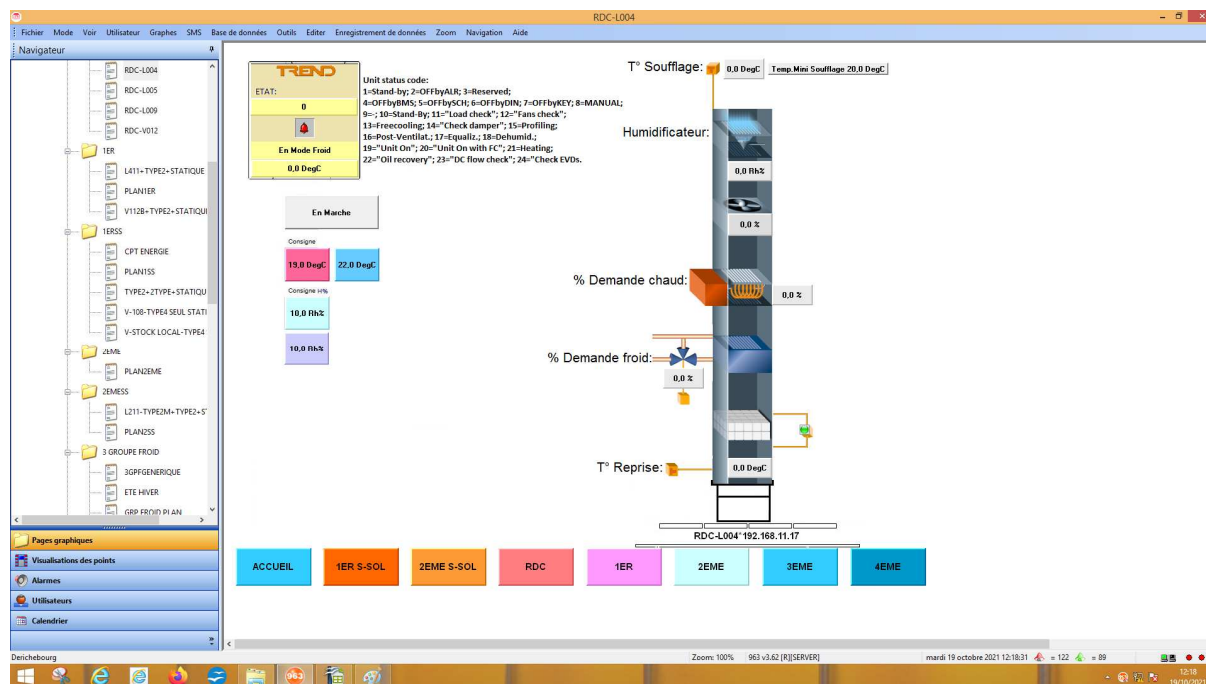 RDC-L004
Fichier Mode Voir Utilisateur Graphes SMS Base de données Outils Editer Enregistrement de données Zoom Navigation Aide
Navigateur
RDC-L004
RDC-L005
RDC-L009
RDC-V012
1ER
L411+TYPE2+STATIQUE
PLAN1ER
V112B+TYPE2+STATIQUI
1ERSS
CPT ENERGIE
PLAN1SS
TYPE2+2TYPE+STATIQU
V-108-TYPE4 SEUL STATI
V-STOCK LOCAL-TYPE4
2EME
PLAN2EME
2EMESS
L211-TYPE2M+TYPE2+S
PLAN2SS
3 GROUPE FROID
3GPFGENERIQUE
ETE HIVER
GRP FROID PLAN
Pages graphiques
Visualisations des points
Alarmes
Utilisateurs
Calendrier
TREND
ETAT:
0
En Mode Froid
0,0 DegC
Unit status code:
1=Stand-by; 2=OFFbyALR; 3=Reserved;
4=OFFbyBMS; 5=OFFbySCH; 6=OFFbyDIN; 7=OFFbyKEY; 8=MANUAL;
9=-; 10=Stand-By; 11="Load check"; 12="Fans check";
13=Freecooling; 14="Check damper"; 15=Profiling;
16=Post-Ventilat.; 17=Equaliz.; 18=Dehumid.;
19="Unit On"; 20="Unit On with FC"; 21=Heating;
22="Oil recovery"; 23="DC flow check"; 24="Check EVDs.
En Marche
Consigne
19,0 DegC 22,0 DegC
Consigne H%
10,0 Rh%
10,0 Rh%
T° Soufflage: 0,0 DegC Temp.Mini Soufflage 20,0 DegC
Humidificateur:
0,0 Rh%
0,0 %
% Demande chaud:
0,0 %
% Demande froid:
0,0 %
T° Reprise: 0,0 DegC
RDC-L004*192.168.11.17
ACCUEIL 1ER S-SOL 2EME S-SOL RDC 1ER 2EME 3EME 4EME
Derichebourg Zoom: 100% 963 v3.62 [R][SERVER] mardi 19 octobre 2021 12:18:31 = 122 = 89
963
12:18
19/10/2021